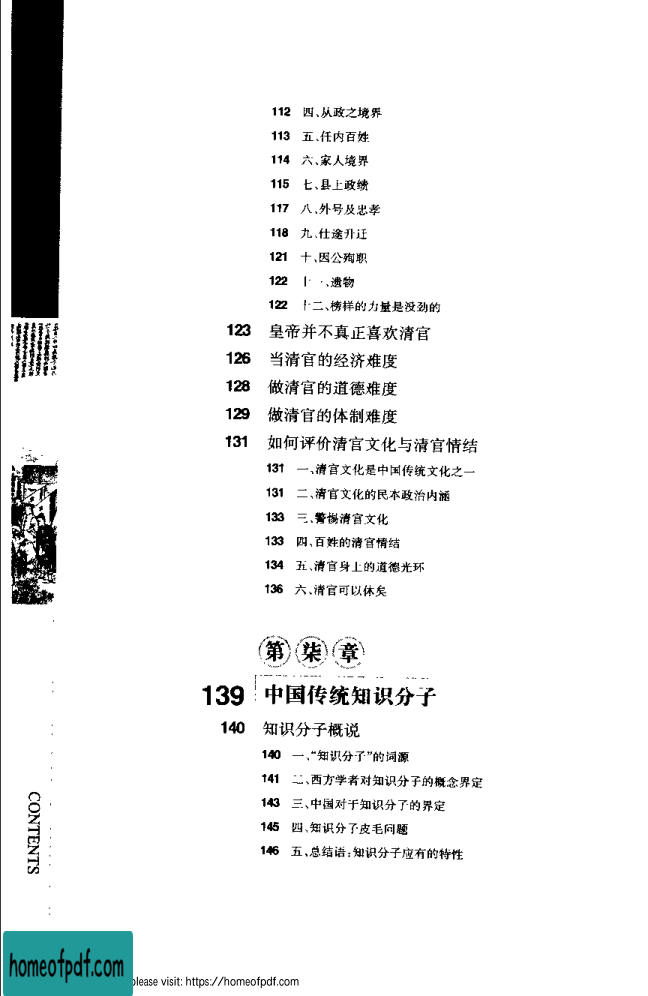 112 四、从政之境界
113 五、任内百姓
114 六、家人境界
115 七、县上政绩
117 八、外号及忠孝
118 九、仕途升迁
121 十、因公殉职
122 十一、遗物
122 十二、榜样的力量是没劲的
123 皇帝并不真正喜欢清官
126 当清官的经济难度
128 做清官的道德难度
129 做清官的体制难度
131 如何评价清官文化与清官情结
131 一、清官文化是中国传统文化之一
131 二、清官文化的民本政治内涵
133 三、警惕清官文化
133 四、百姓的清官情结
134 五、清官身上的道德光环
136 六、清官可以休矣
第柒章
139 中国传统知识分子
140 知识分子概说
140 一、“知识分子”的词源
141 二、西方学者对知识分子的概念界定
143 三、中国对于知识分子的界定
145 四、知识分子皮毛问题
146 五、总结语：知识分子应有的特性
CONTENTS
homeofpdf.com
please visit: https://homeofpdf.com